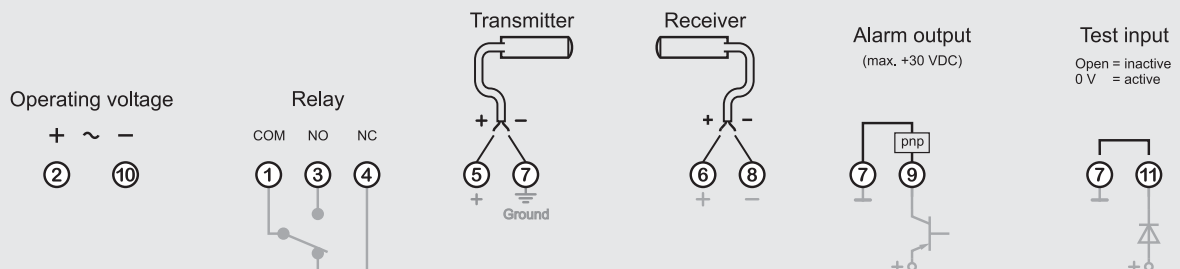 Transmitter
Receiver
Alarm output
(max. +30 VDC)
Test input
Open = inactive
0 V = active
Operating voltage
+ ~ −
2 10
Relay
COM NO NC
1 3 4
+ −
5 7
+
Ground
+ −
6 8
+ −
pnp
7 9
+
7 11
+